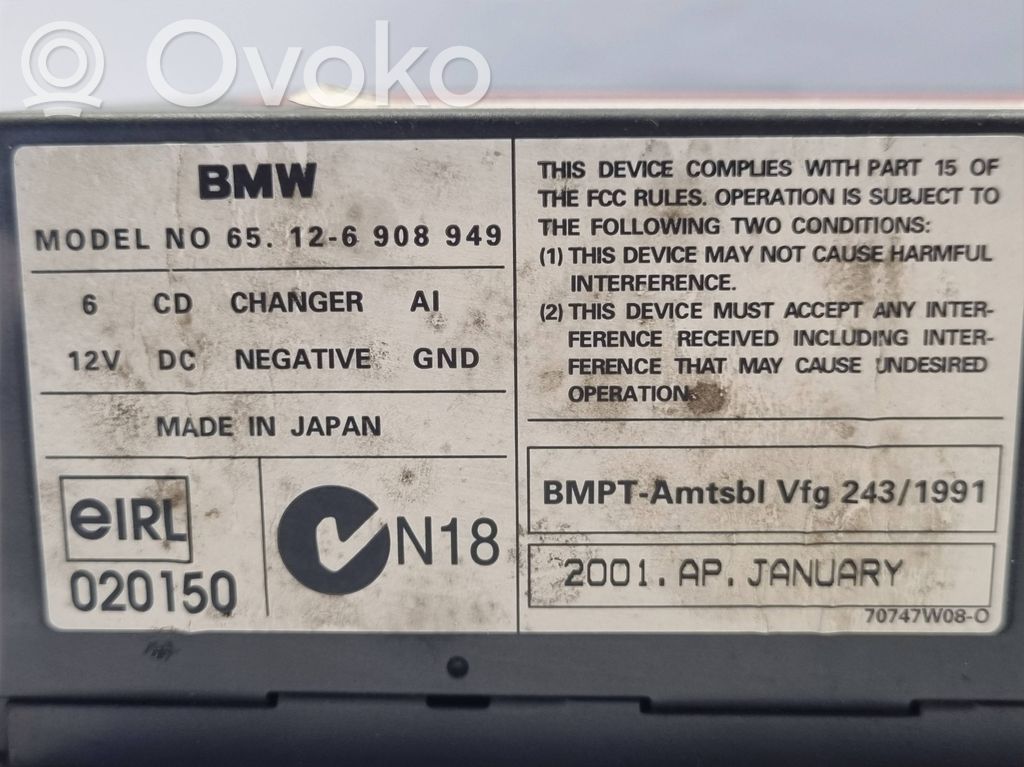 Ovoko
BMW
MODEL NO 65. 12-6 908 949
6 CD CHANGER AI
12V DC NEGATIVE GND
MADE IN JAPAN
eIRL
020150
N18
THIS DEVICE COMPLIES WITH PART 15 OF
THE FCC RULES. OPERATION IS SUBJECT TO
THE FOLLOWING TWO CONDITIONS:
(1) THIS DEVICE MAY NOT CAUSE HARMFUL
INTERFERENCE.
(2) THIS DEVICE MUST ACCEPT ANY INTER-
FERENCE RECEIVED INCLUDING INTER-
FERENCE THAT MAY CAUSE UNDESIRED
OPERATION.
BMPT-Amtsbl Vfg 243/1991
2001. AP. JANUARY
70747W08-O